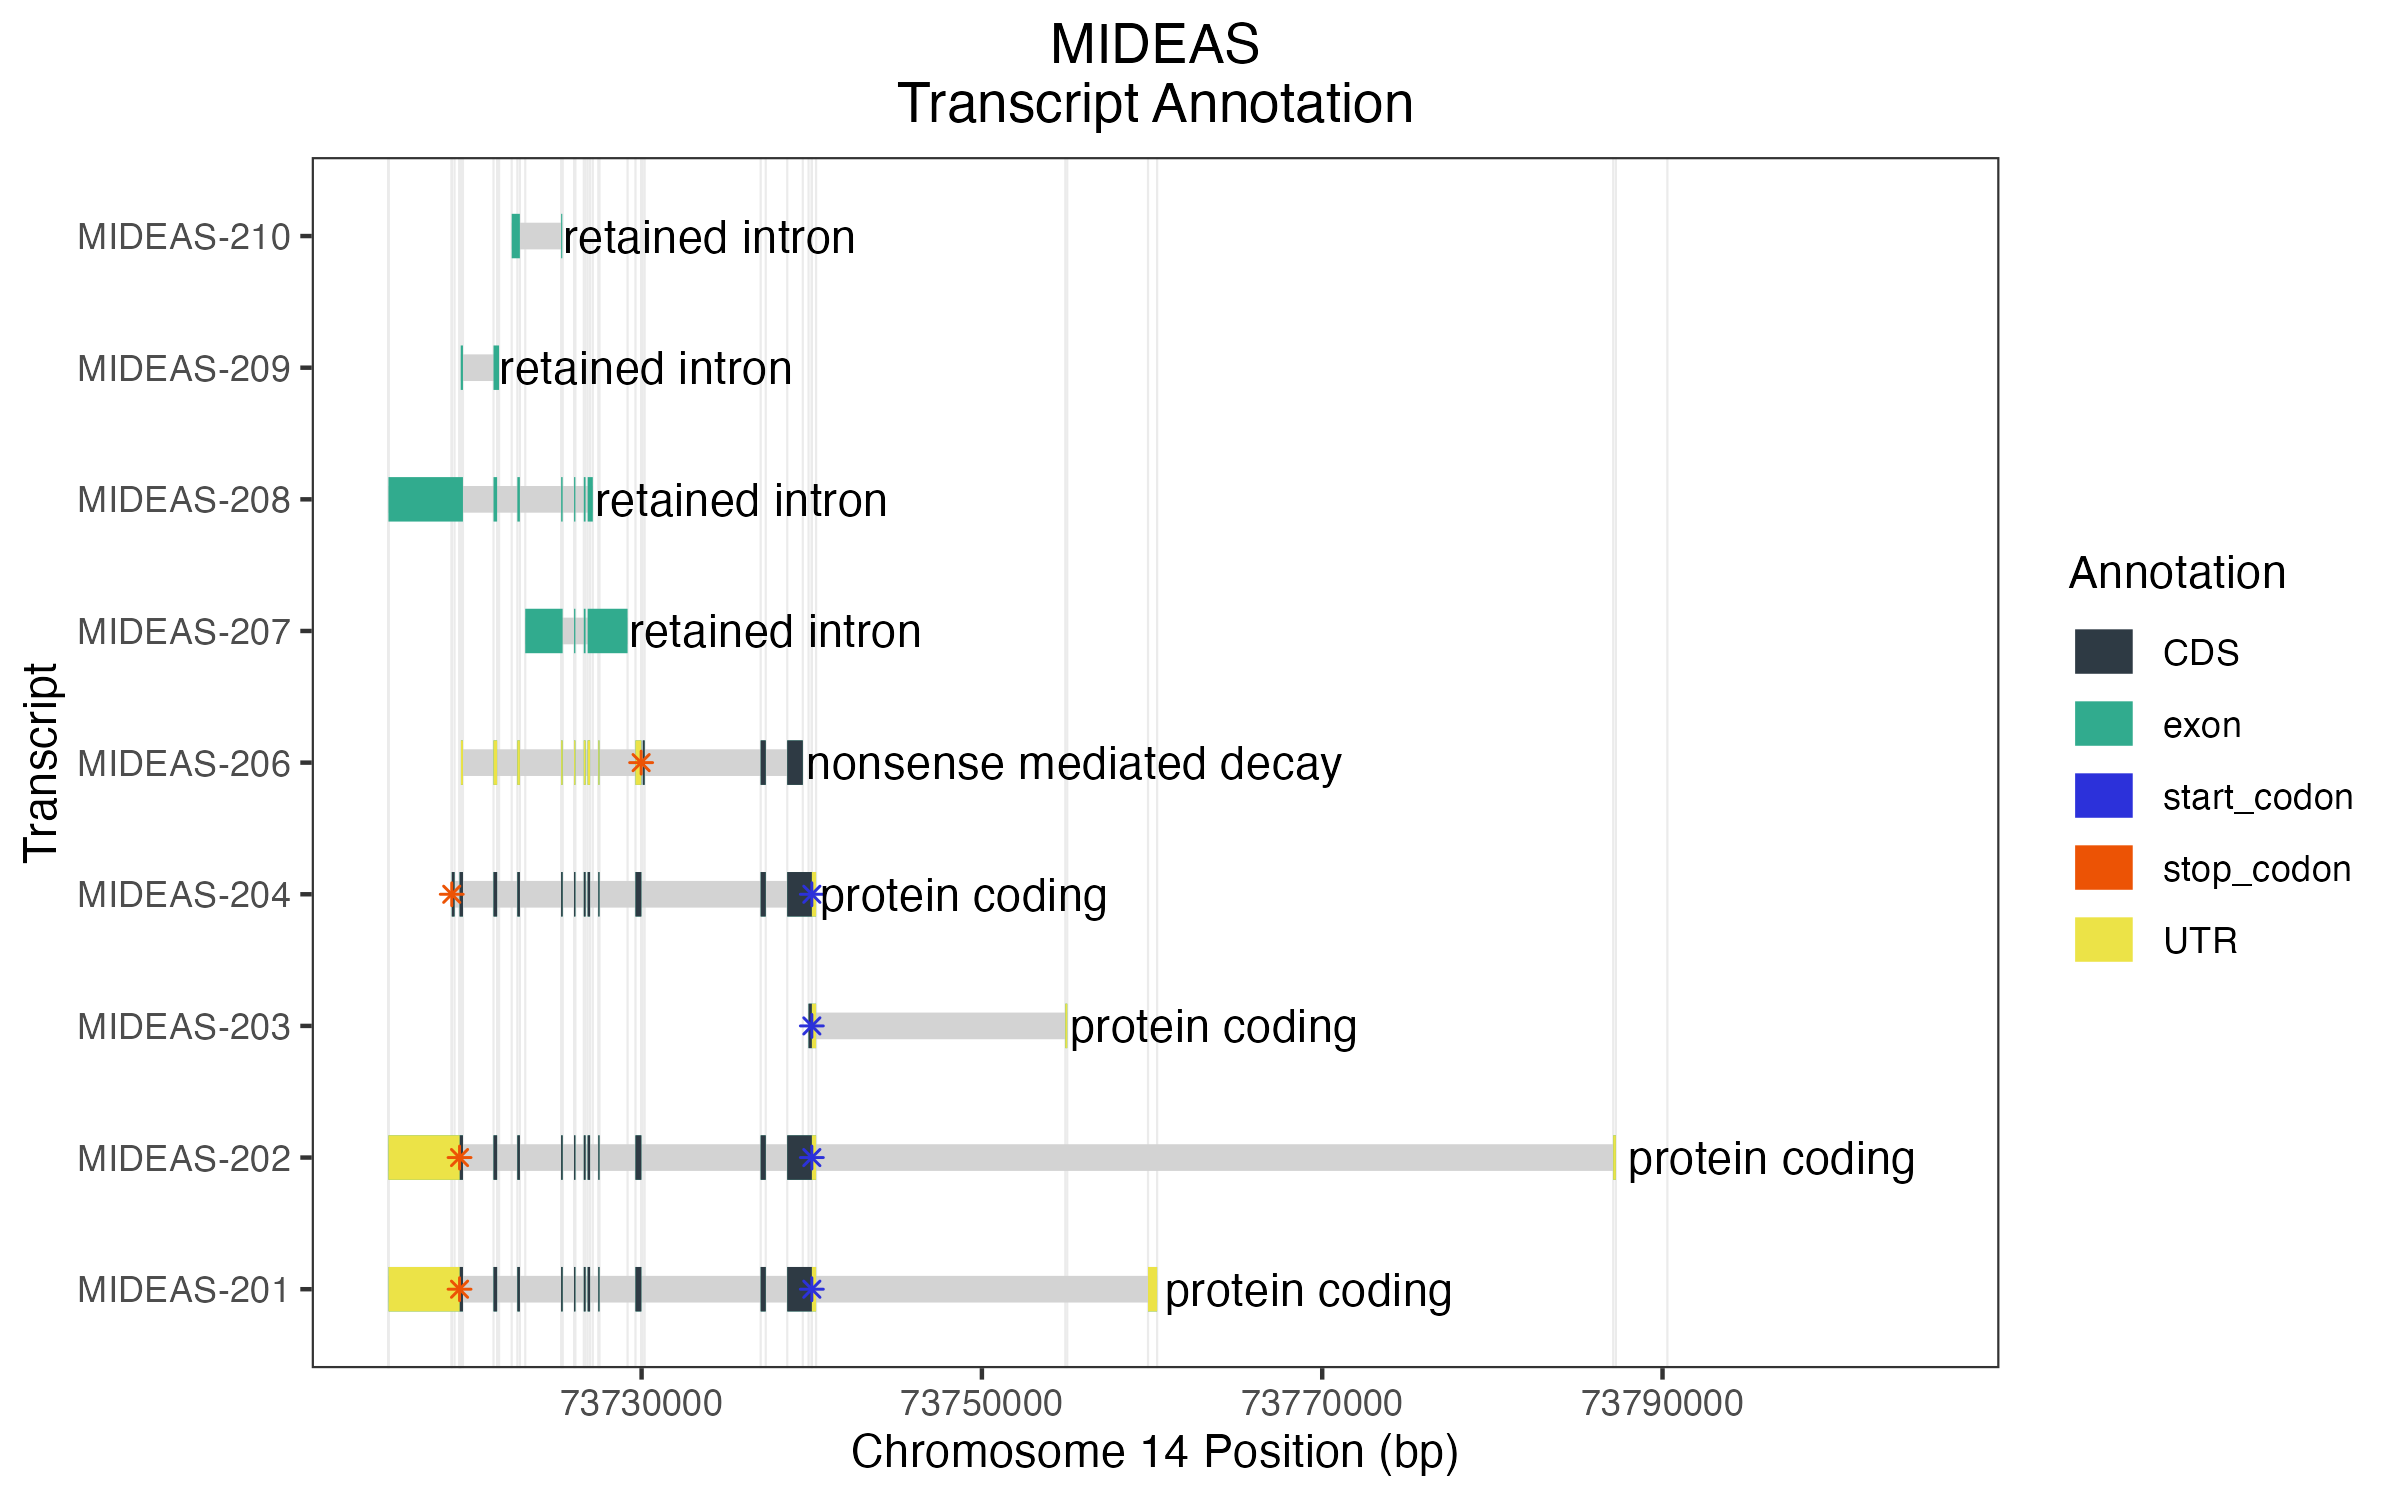 MIDEAS
Transcript Annotation
Transcript
MIDEAS-210
retained intron
MIDEAS-209
retained intron
MIDEAS-208
retained intron
MIDEAS-207
retained intron
MIDEAS-206
nonsense mediated decay
MIDEAS-204
protein coding
MIDEAS-203
protein coding
MIDEAS-202
protein coding
MIDEAS-201
protein coding
73730000
73750000
73770000
73790000
Chromosome 14 Position (bp)
Annotation
CDS
exon
start_codon
stop_codon
UTR